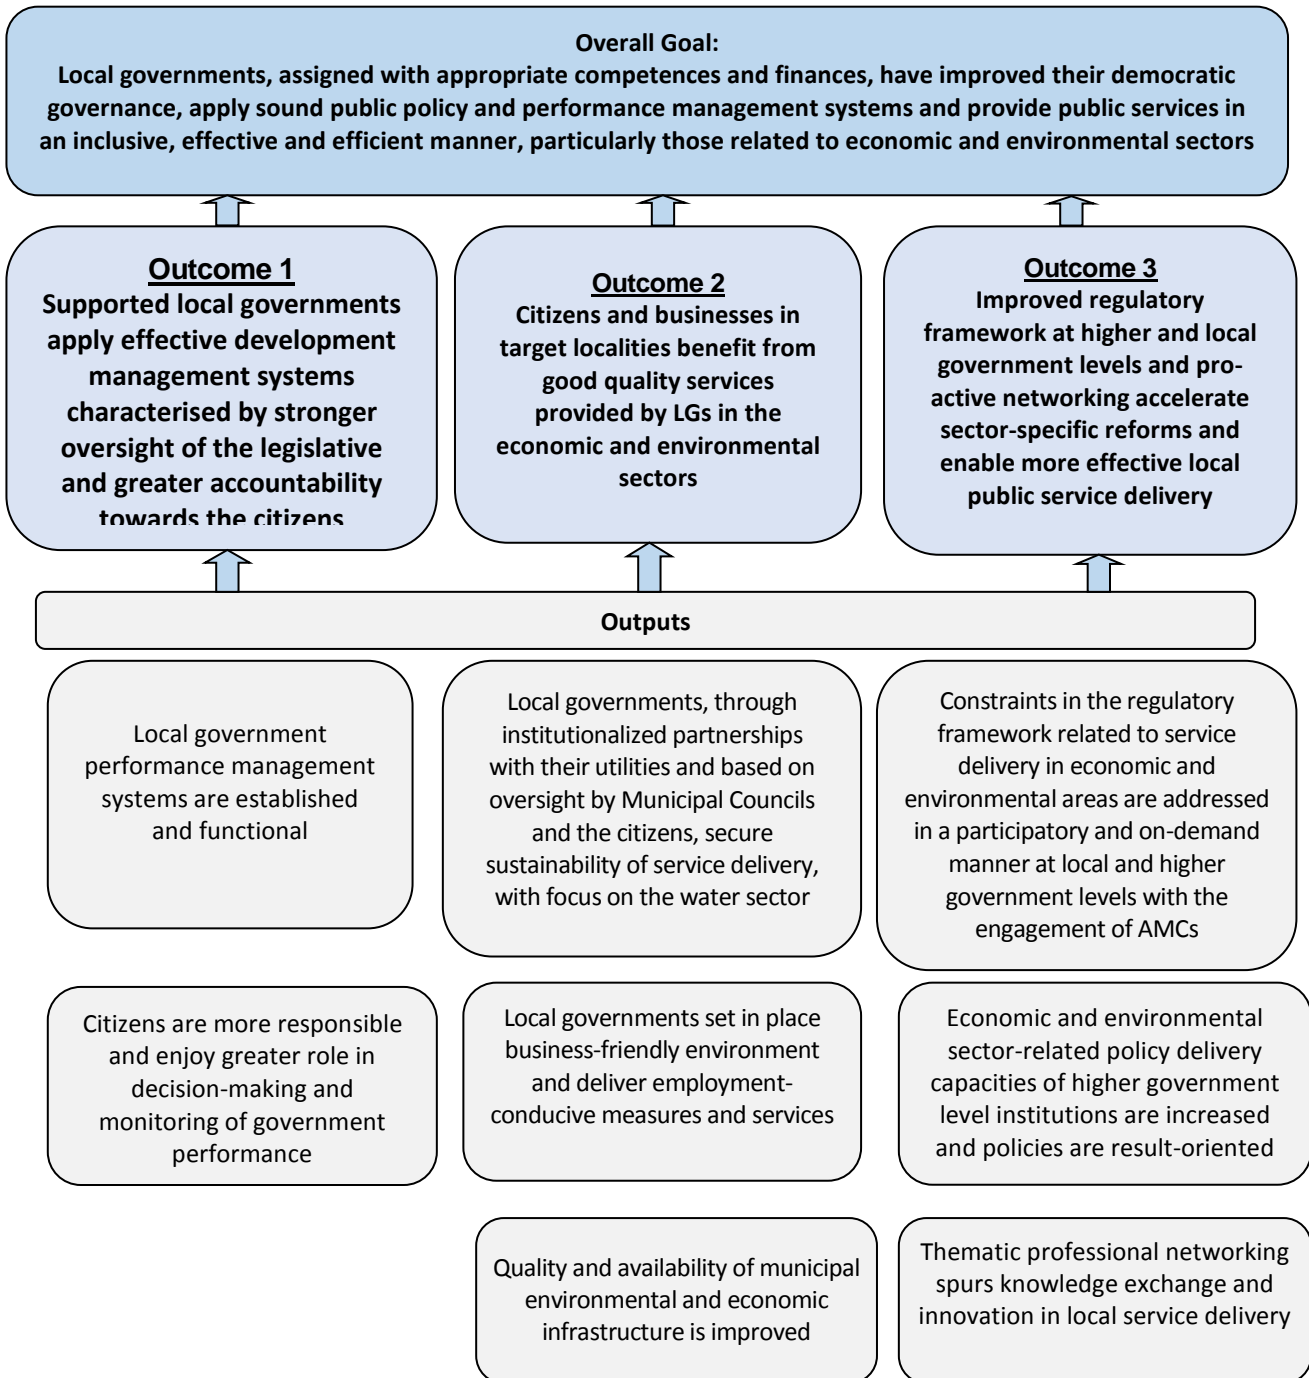 Overall Goal:
Local governments, assigned with appropriate competences and finances, have improved their democratic
governance, apply sound public policy and performance management systems and provide public services in
an inclusive, effective and efficient manner, particularly those related to economic and environmental sectors
Outcome 1
Supported local governments
apply effective development
management systems
characterised by stronger
oversight of the legislative
and greater accountability
towards the citizens
Outcome 2
Citizens and businesses in
target localities benefit from
good quality services
provided by LGs in the
economic and environmental
sectors
Outcome 3
Improved regulatory
framework at higher and local
government levels and pro-
active networking accelerate
sector-specific reforms and
enable more effective local
public service delivery
Outputs
Local government
performance management
systems are established
and functional
Local governments, through
institutionalized partnerships
with their utilities and based on
oversight by Municipal Councils
and the citizens, secure
sustainability of service delivery,
with focus on the water sector
Constraints in the regulatory
framework related to service
delivery in economic and
environmental areas are addressed
in a participatory and on-demand
manner at local and higher
government levels with the
engagement of AMCs
Citizens are more responsible
and enjoy greater role in
decision-making and
monitoring of government
performance
Local governments set in place
business-friendly environment
and deliver employment-
conducive measures and services
Economic and environmental
sector-related policy delivery
capacities of higher government
level institutions are increased
and policies are result-oriented
Quality and availability of municipal
environmental and economic
infrastructure is improved
Thematic professional networking
spurs knowledge exchange and
innovation in local service delivery